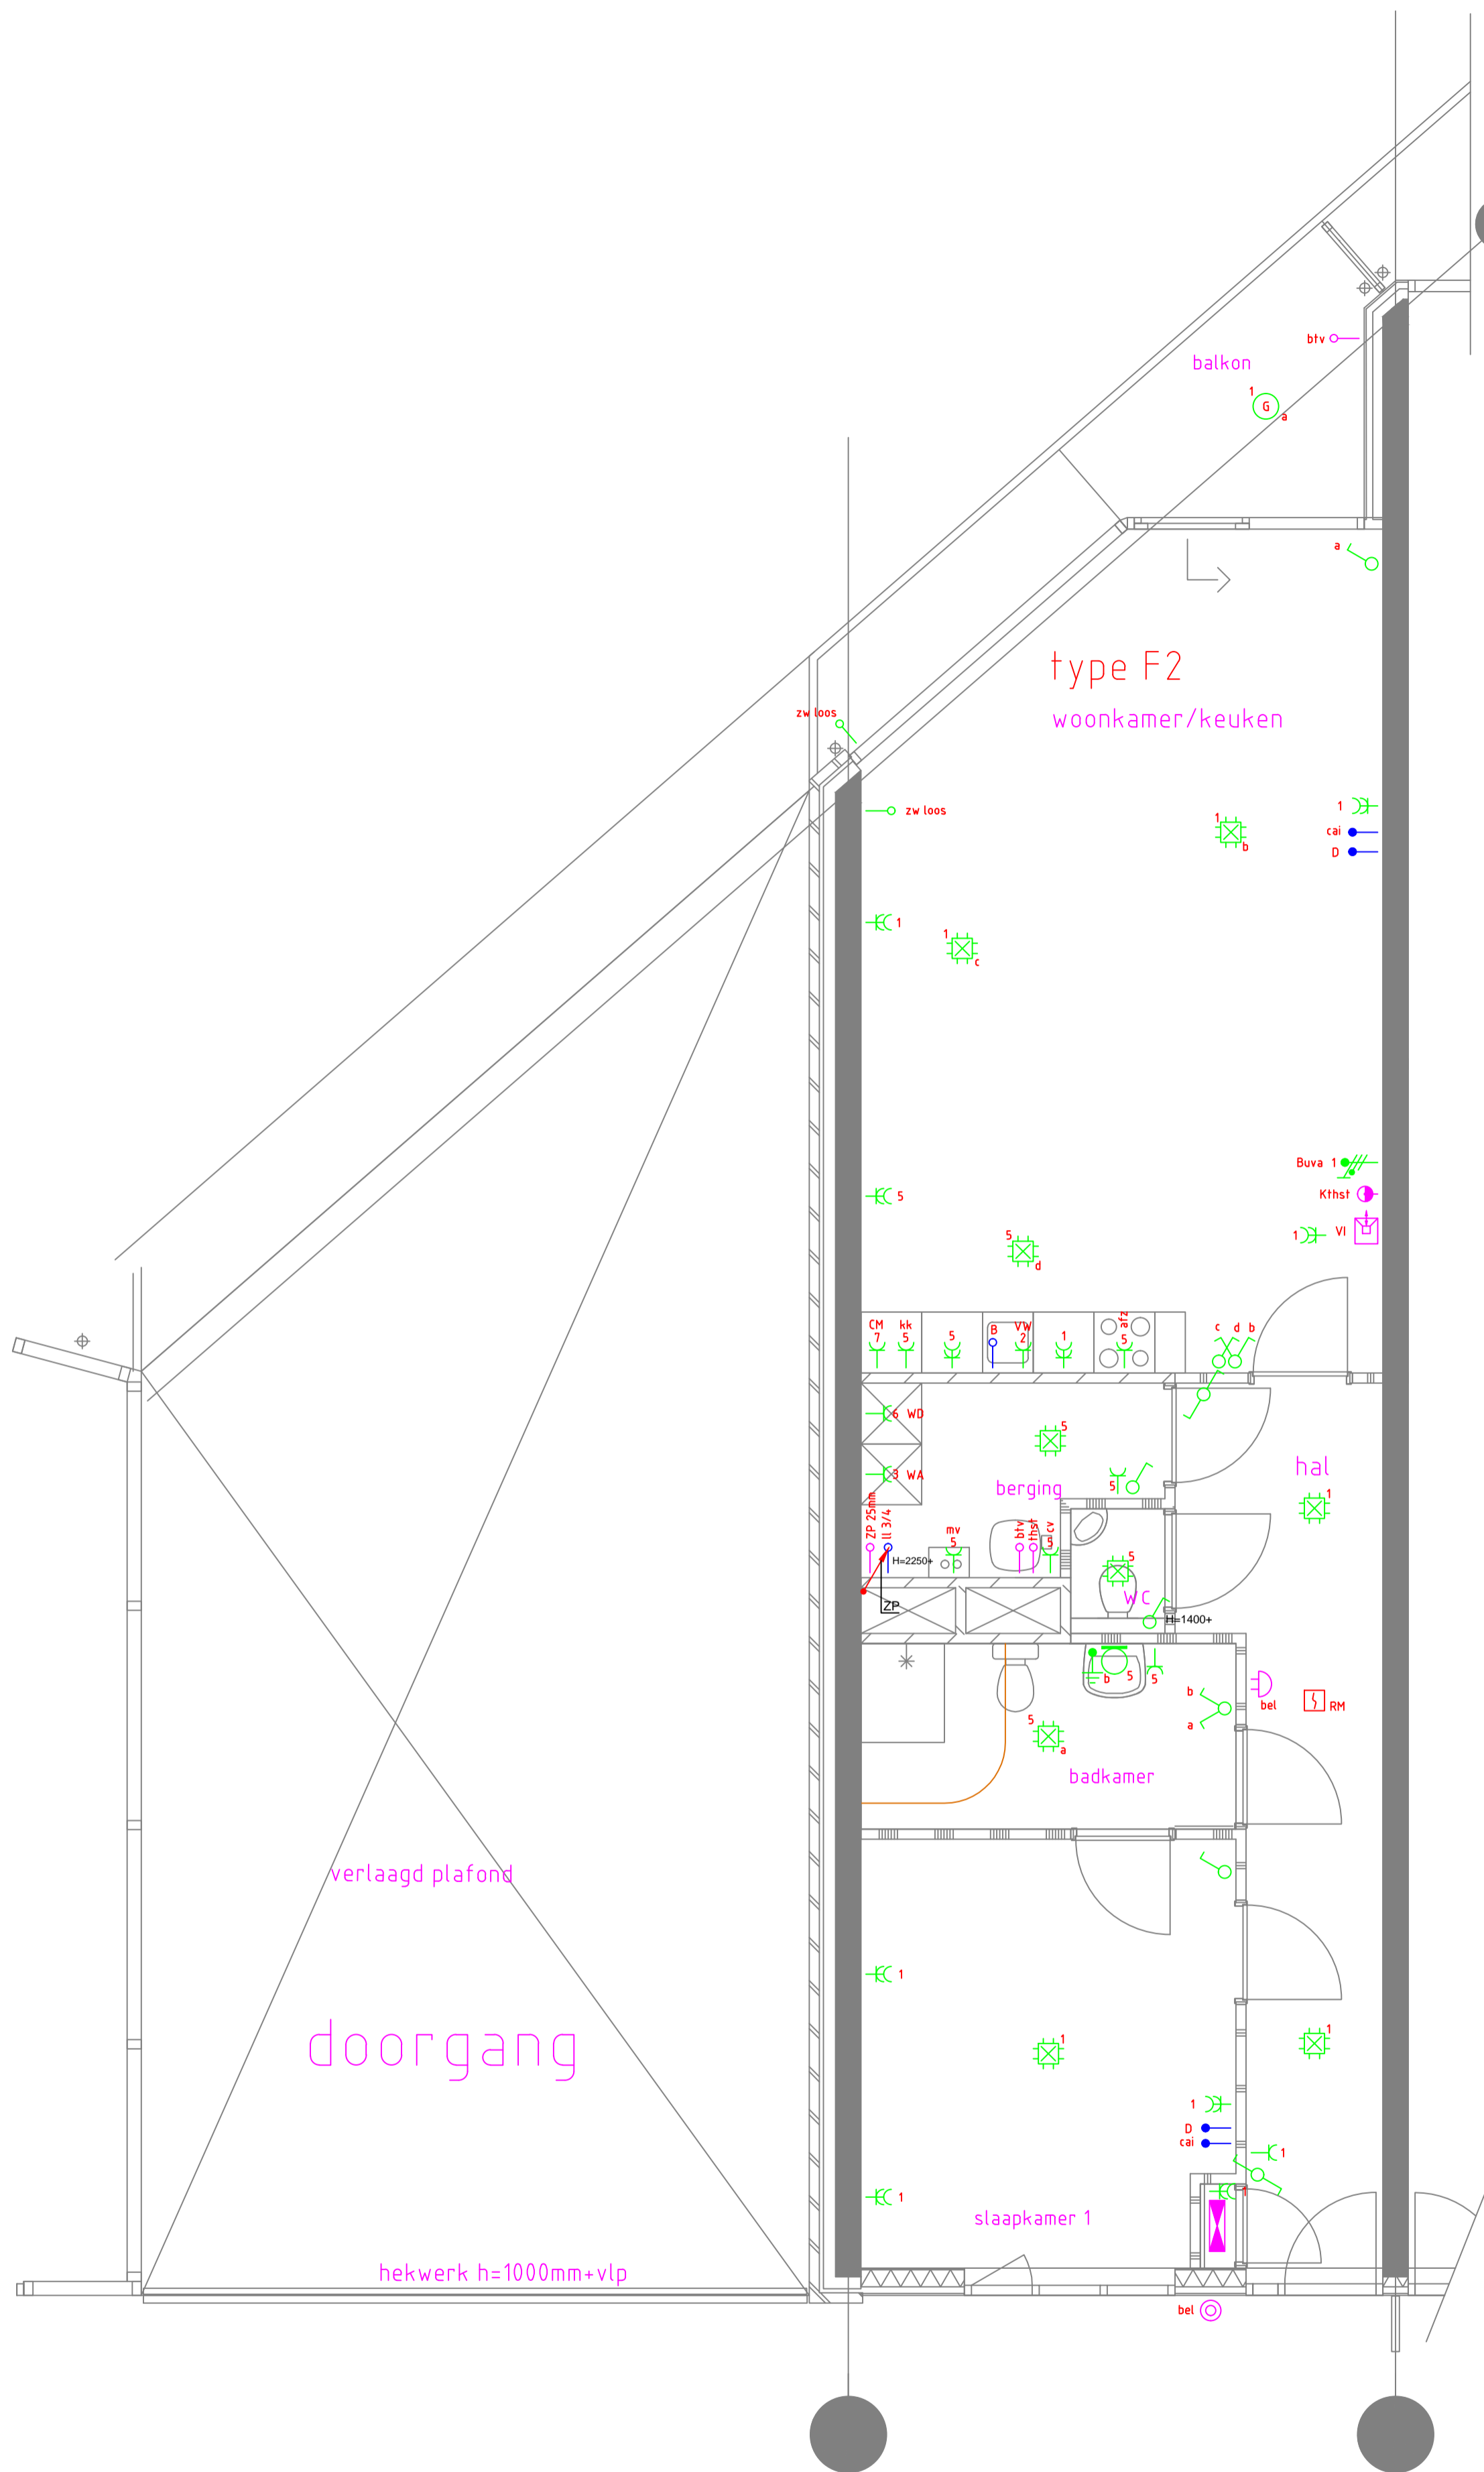 btv
balkon
1
G
a
a
type F2
woonkamer/keuken
zw loos
zw loos
1
cai
D
1
b
1
1
c
Buva 1
Kthst
VI
1
5
5
d
CM
7
kk
5
5
B
VW
2
1
afz
5
c
d
b
6 WD
5
hal
3 WA
berging
5
1
ZP 25mm
ll 3/4
H=2250+
mv
5
btv
thst
cv
5
5
WC
ZP
H=1400+
b
5
5
b
bel
RM
5
a
a
badkamer
verlaagd plafond
1
doorgang
1
1
1
D
cai
1
1
1
slaapkamer 1
hekwerk h=1000mm+vlp
bel